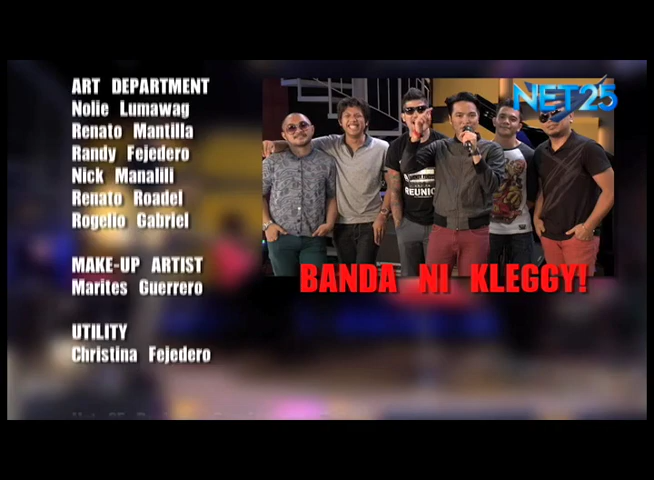 ART DEPARTMENT
Nolie Lumawag
Renato Mantilla
Randy Fejedero
Nick Manalili
Renato Roadel
Rogelio Gabriel
MAKE-UP ARTIST
Marites Guerrero
UTILITY
Christina Fejedero
NET25
REUNION
BANDA NI KLEGGY!